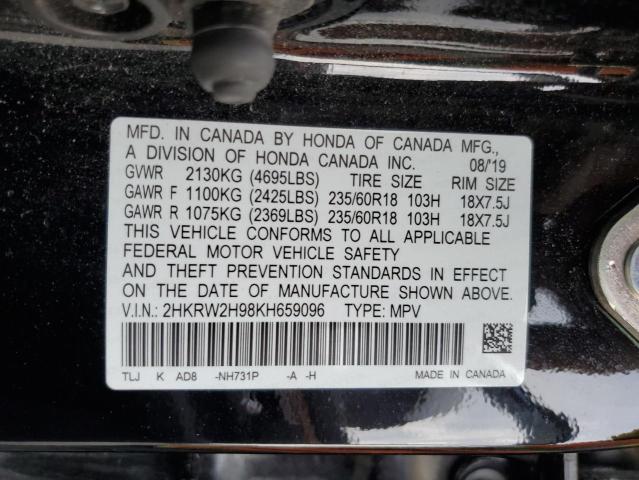 MFD. IN CANADA BY HONDA OF CANADA MFG.,
A DIVISION OF HONDA CANADA INC. 08/19
GVWR 2130KG (4695LBS) TIRE SIZE RIM SIZE
GAWR F 1100KG (2425LBS) 235/60R18 103H 18X7.5J
GAWR R 1075KG (2369LBS) 235/60R18 103H 18X7.5J
THIS VEHICLE CONFORMS TO ALL APPLICABLE
FEDERAL MOTOR VEHICLE SAFETY
AND THEFT PREVENTION STANDARDS IN EFFECT
ON THE DATE OF MANUFACTURE SHOWN ABOVE.
V.I.N.: 2HKRW2H98KH659096 TYPE: MPV
TLJ K AD8 -NH731P -A -H MADE IN CANADA